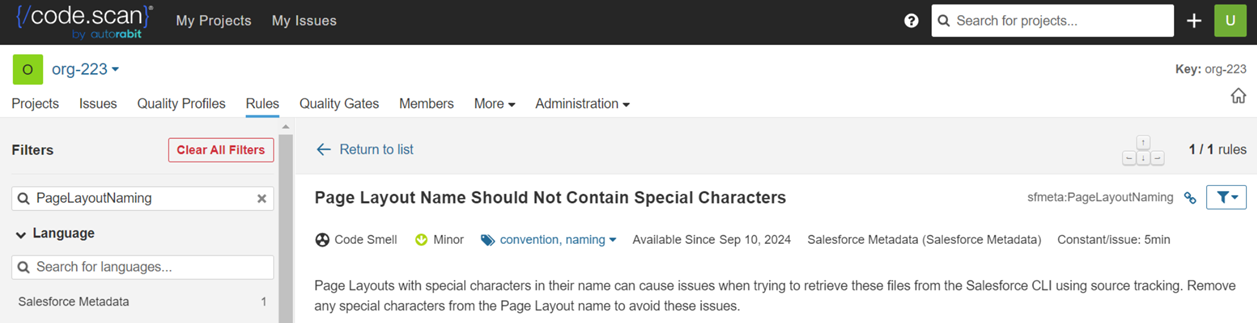 {/code.scan}® My Projects My Issues ? Search for projects... + U
by autorabit
O org-223 Key: org-223
Projects Issues Quality Profiles Rules Quality Gates Members More Administration
Filters Clear All Filters
← Return to list
↑ ← ↓ → 1 / 1 rules
PageLayoutNaming ×
Page Layout Name Should Not Contain Special Characters
sfmeta:PageLayoutNaming
Language
Code Smell Minor convention, naming Available Since Sep 10, 2024 Salesforce Metadata (Salesforce Metadata) Constant/issue: 5min
Search for languages...
Salesforce Metadata 1
Page Layouts with special characters in their name can cause issues when trying to retrieve these files from the Salesforce CLI using source tracking. Remove
any special characters from the Page Layout name to avoid these issues.